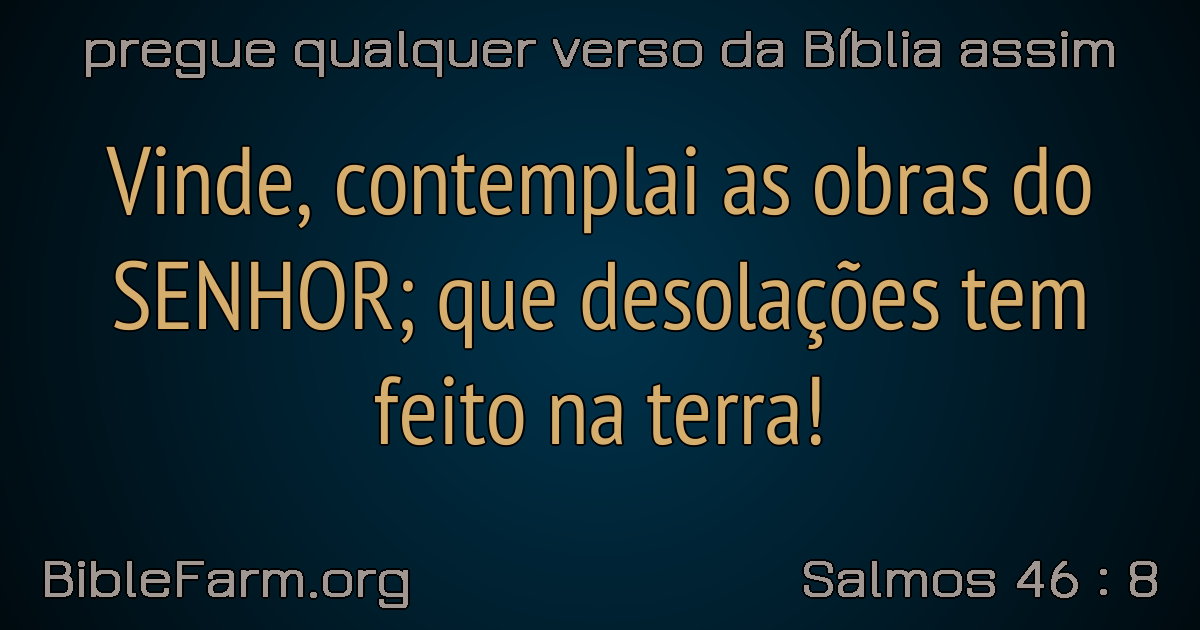 pregue qualquer verso da Bíblia assim
Vinde, contemplai as obras do
SENHOR; que desolações tem
feito na terra!
BibleFarm.org
Salmos 46 : 8